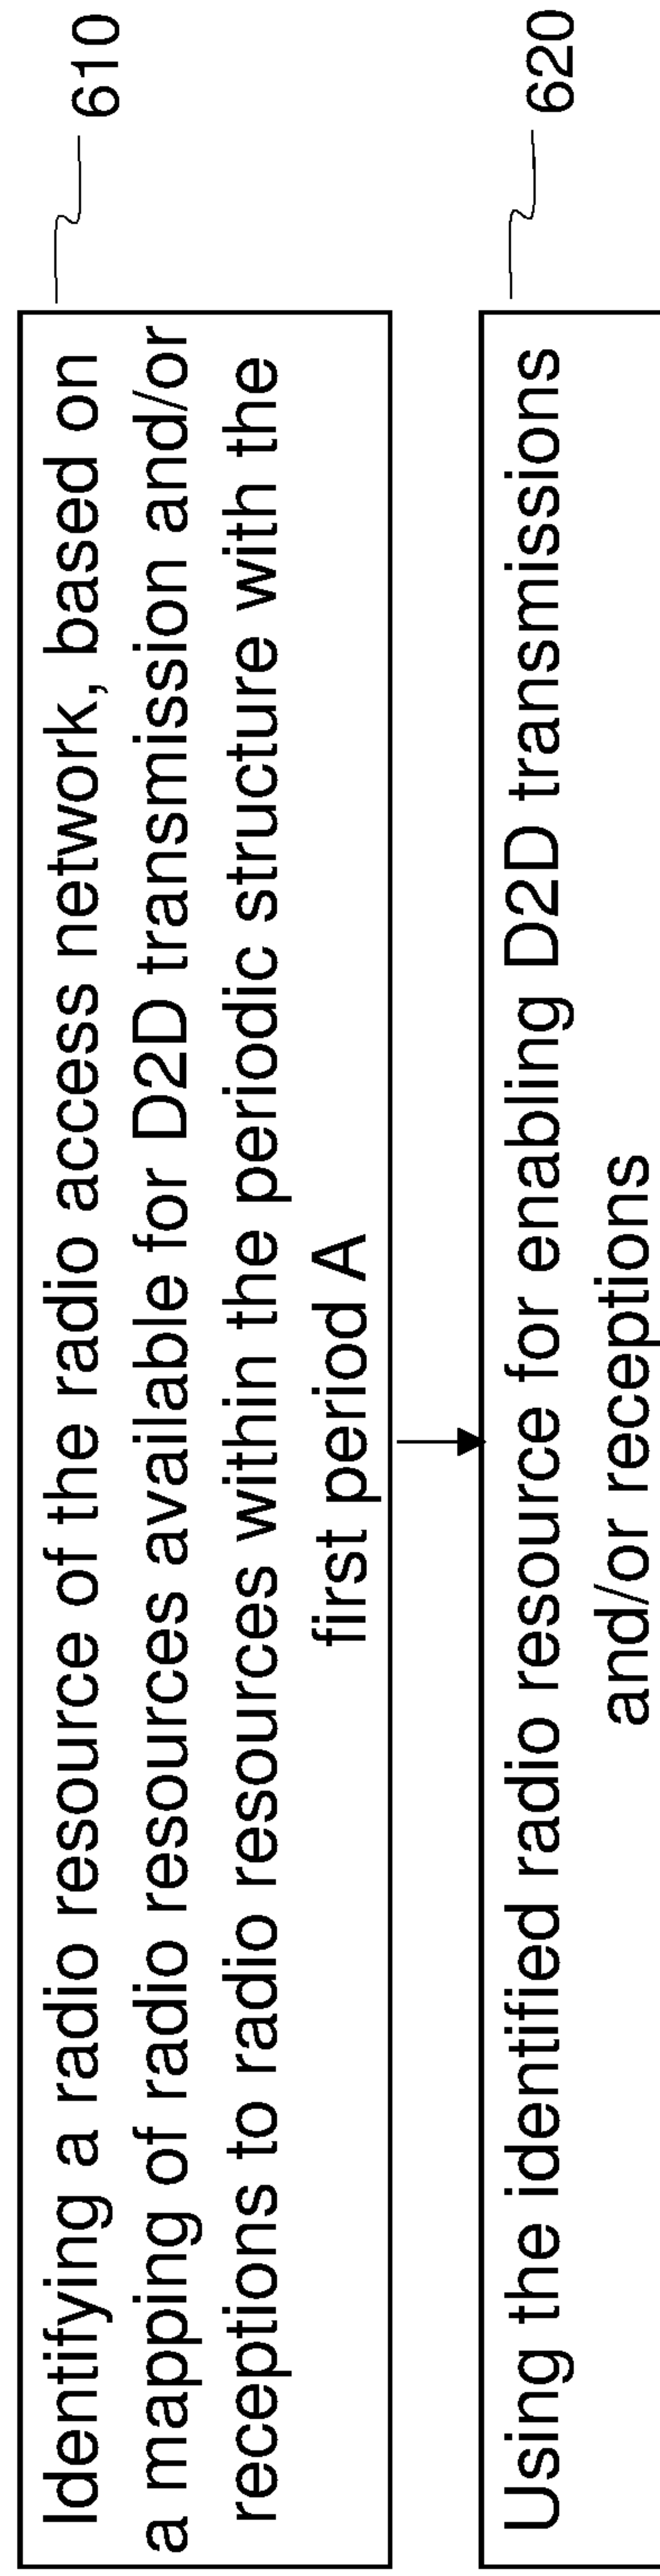 Identifying a radio resource of the radio access network, based on
a mapping of radio resources available for D2D transmission and/or
receptions to radio resources within the periodic structure with the
first period A
610
Using the identified radio resource for enabling D2D transmissions
and/or receptions
620